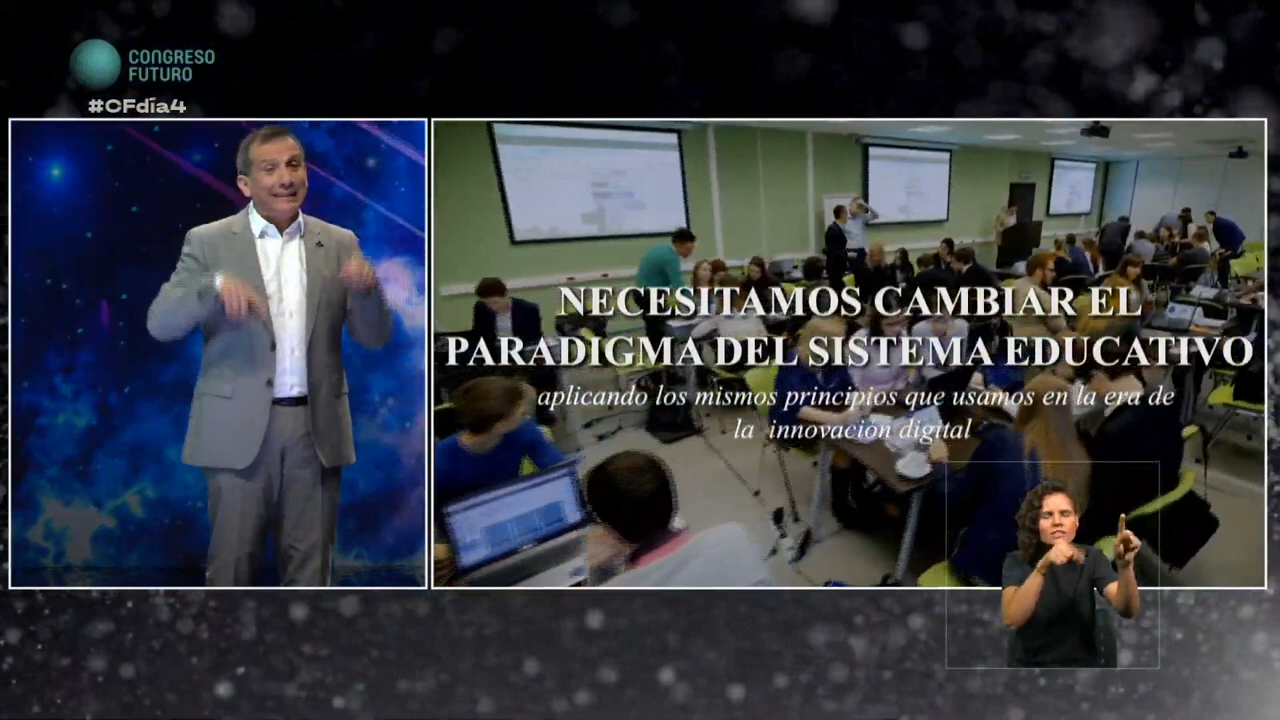 CONGRESO
FUTURO
#CFdía4
NECESITAMOS CAMBIAR EL
PARADIGMA DEL SISTEMA EDUCATIVO
aplicando los mismos principios que usamos en la era de
la innovación digital